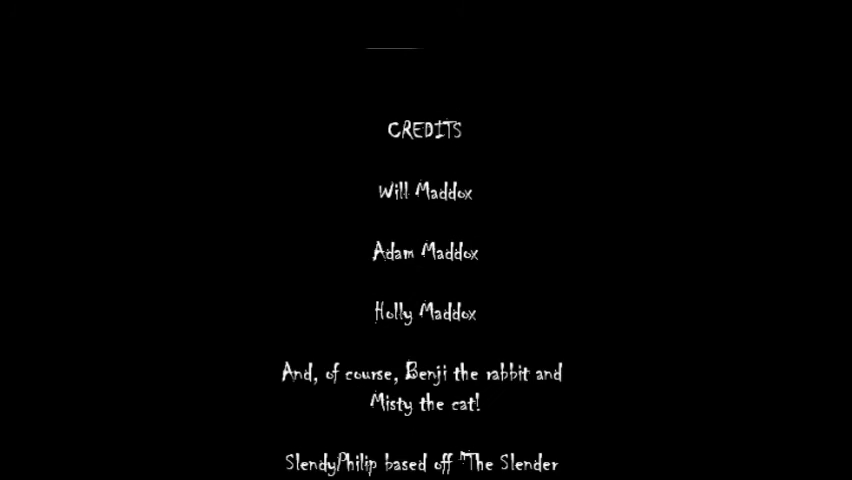 CREDITS
Will Maddox
Adam Maddox
Holly Maddox
And, of course, Benji the rabbit and
Misty the cat!
SlendyPhilip based off "The Slender